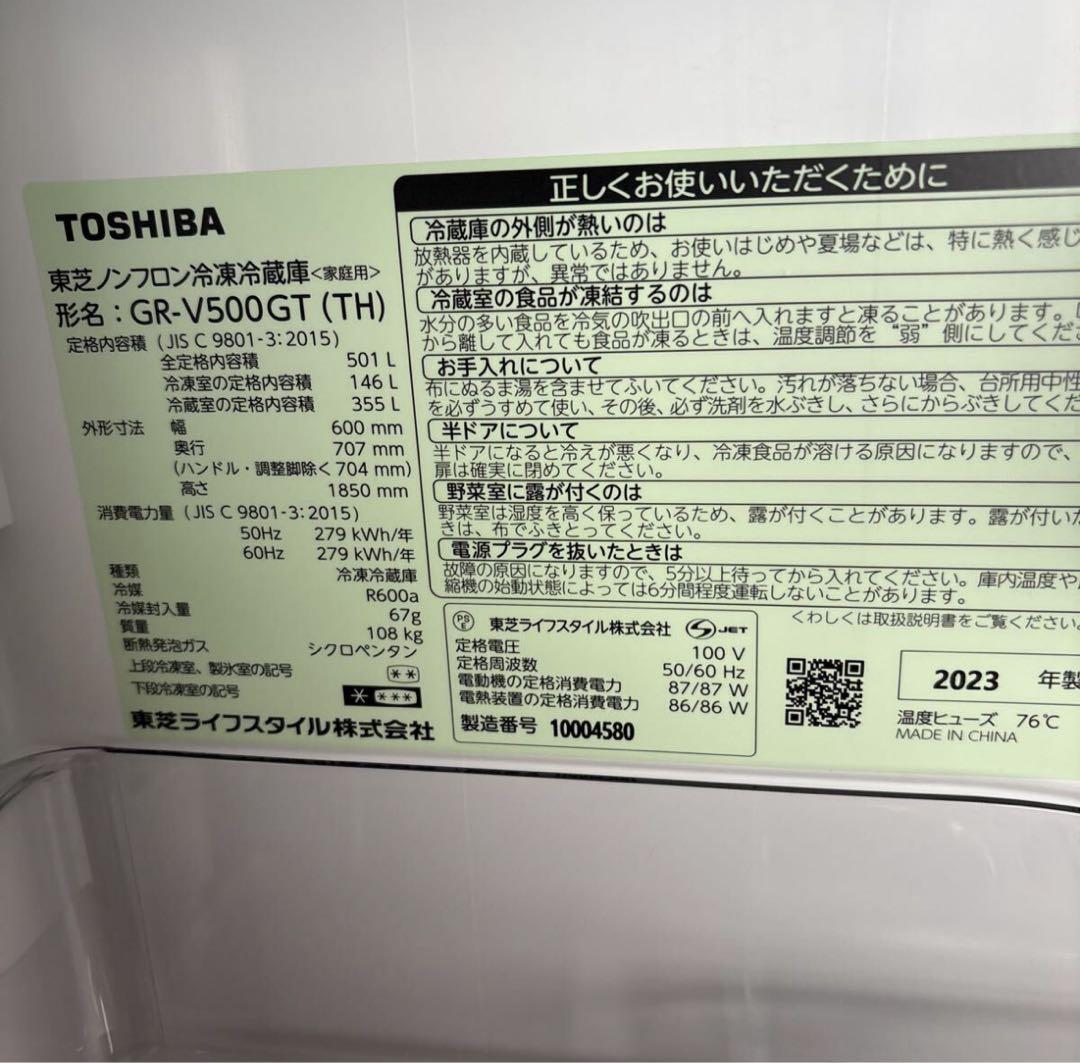 TOSHIBA
東芝ノンフロン冷凍冷蔵庫<家庭用>
形名：GR-V500GT (TH)
定格内容積 (JIS C 9801-3:2015)
全定格内容積 501 L
冷凍室の定格内容積 146 L
冷蔵室の定格内容積 355 L
外形寸法 幅 600 mm
奥行 707 mm
(ハンドル・調整脚除く704 mm)
高さ 1850 mm
消費電力量 (JIS C 9801-3:2015)
50Hz 279 kWh/年
60Hz 279 kWh/年
種類 冷凍冷蔵庫
冷媒 R600a
冷媒封入量 67g
質量 108 kg
断熱発泡ガス シクロペンタン
上段冷凍室、製氷室の記号 **
下段冷凍室の記号 * ***
東芝ライフスタイル株式会社
正しくお使いいただくために
冷蔵庫の外側が熱いのは
放熱器を内蔵しているため、お使いはじめや夏場などは、特に熱く感じ
がありますが、異常ではありません。
冷蔵室の食品が凍結するのは
水分の多い食品を冷気の吹出口の前へ入れますと凍ることがあります。
から離して入れても食品が凍るときは、温度調節を“弱”側にしてくだ
お手入れについて
布にぬるま湯を含ませてふいてください。汚れが落ちない場合、台所用中性
を必ずうすめて使い、その後、必ず洗剤を水ぶきし、さらにからぶきしてくだ
半ドアについて
半ドアになると冷えが悪くなり、冷凍食品が溶ける原因になりますので、
扉は確実に閉めてください。
野菜室に露が付くのは
野菜室は湿度を高く保っているため、露が付くことがあります。露が付いた
きは、布でふきとってください。
電源プラグを抜いたときは
故障の原因になりますので、5分以上待ってから入れてください。庫内温度や
縮機の始動状態によっては6分間程度運転しないことがあります。
くわしくは取扱説明書をご覧ください。
PS E 東芝ライフスタイル株式会社 S JET
定格電圧 100 V
定格周波数 50/60 Hz
電動機の定格消費電力 87/87 W
電熱装置の定格消費電力 86/86 W
製造番号 10004580
2023 年製
温度ヒューズ 76℃
MADE IN CHINA